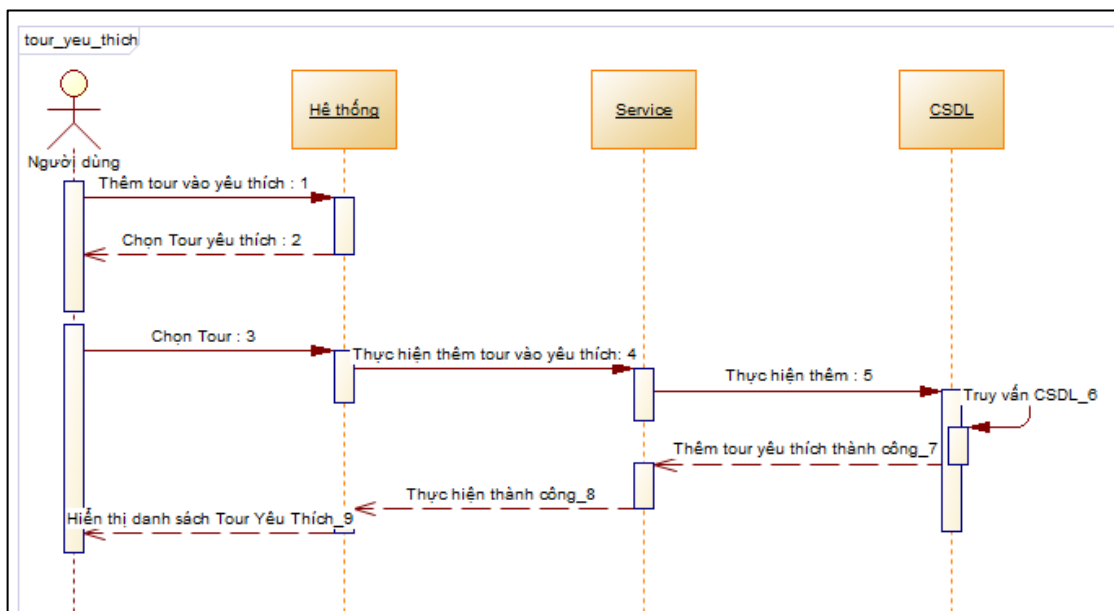 tour_yeu_thich
Hê thống
Service
CSDL
Người dùng
Thêm tour vào yêu thích : 1
Chọn Tour yêu thích : 2
Chọn Tour : 3
Thực hiện thêm tour vào yêu thích: 4
Thực hiện thêm : 5
Truy vấn CSDL_6
Thêm tour yêu thích thành công_7
Thực hiện thành công_8
Hiển thị danh sách Tour Yêu Thích_9